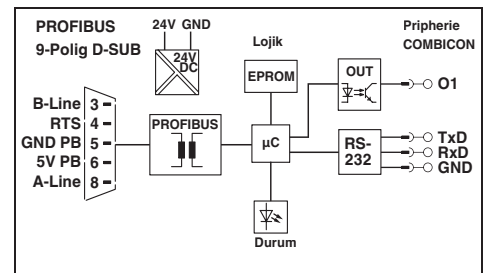 PROFIBUS
9-Polig D-SUB
24V GND
24V
DC
Lojik
Pripherie
COMBICON
EPROM
OUT
O1
B-Line 3
RTS 4
GND PB 5
5V PB 6
A-Line 8
PROFIBUS
µC
RS-
232
TxD
RxD
GND
Durum